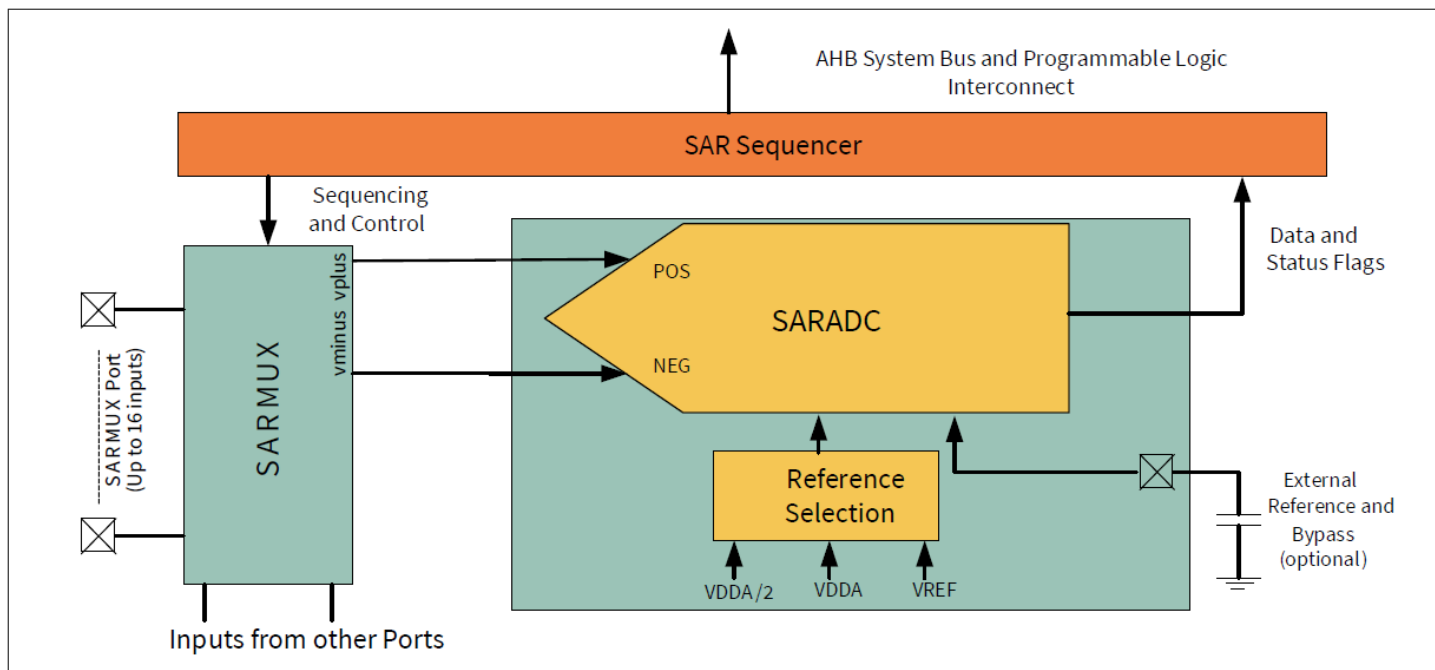 AHB System Bus and Programmable Logic
Interconnect
SAR Sequencer
Sequencing
and Control
vplus
vminus
SARMUX
SARMUX Port
(Up to 16 inputs)
POS
NEG
SARADC
Data and
Status Flags
Reference
Selection
VDDA/2
VDDA
VREF
External
Reference and
Bypass
(optional)
Inputs from other Ports